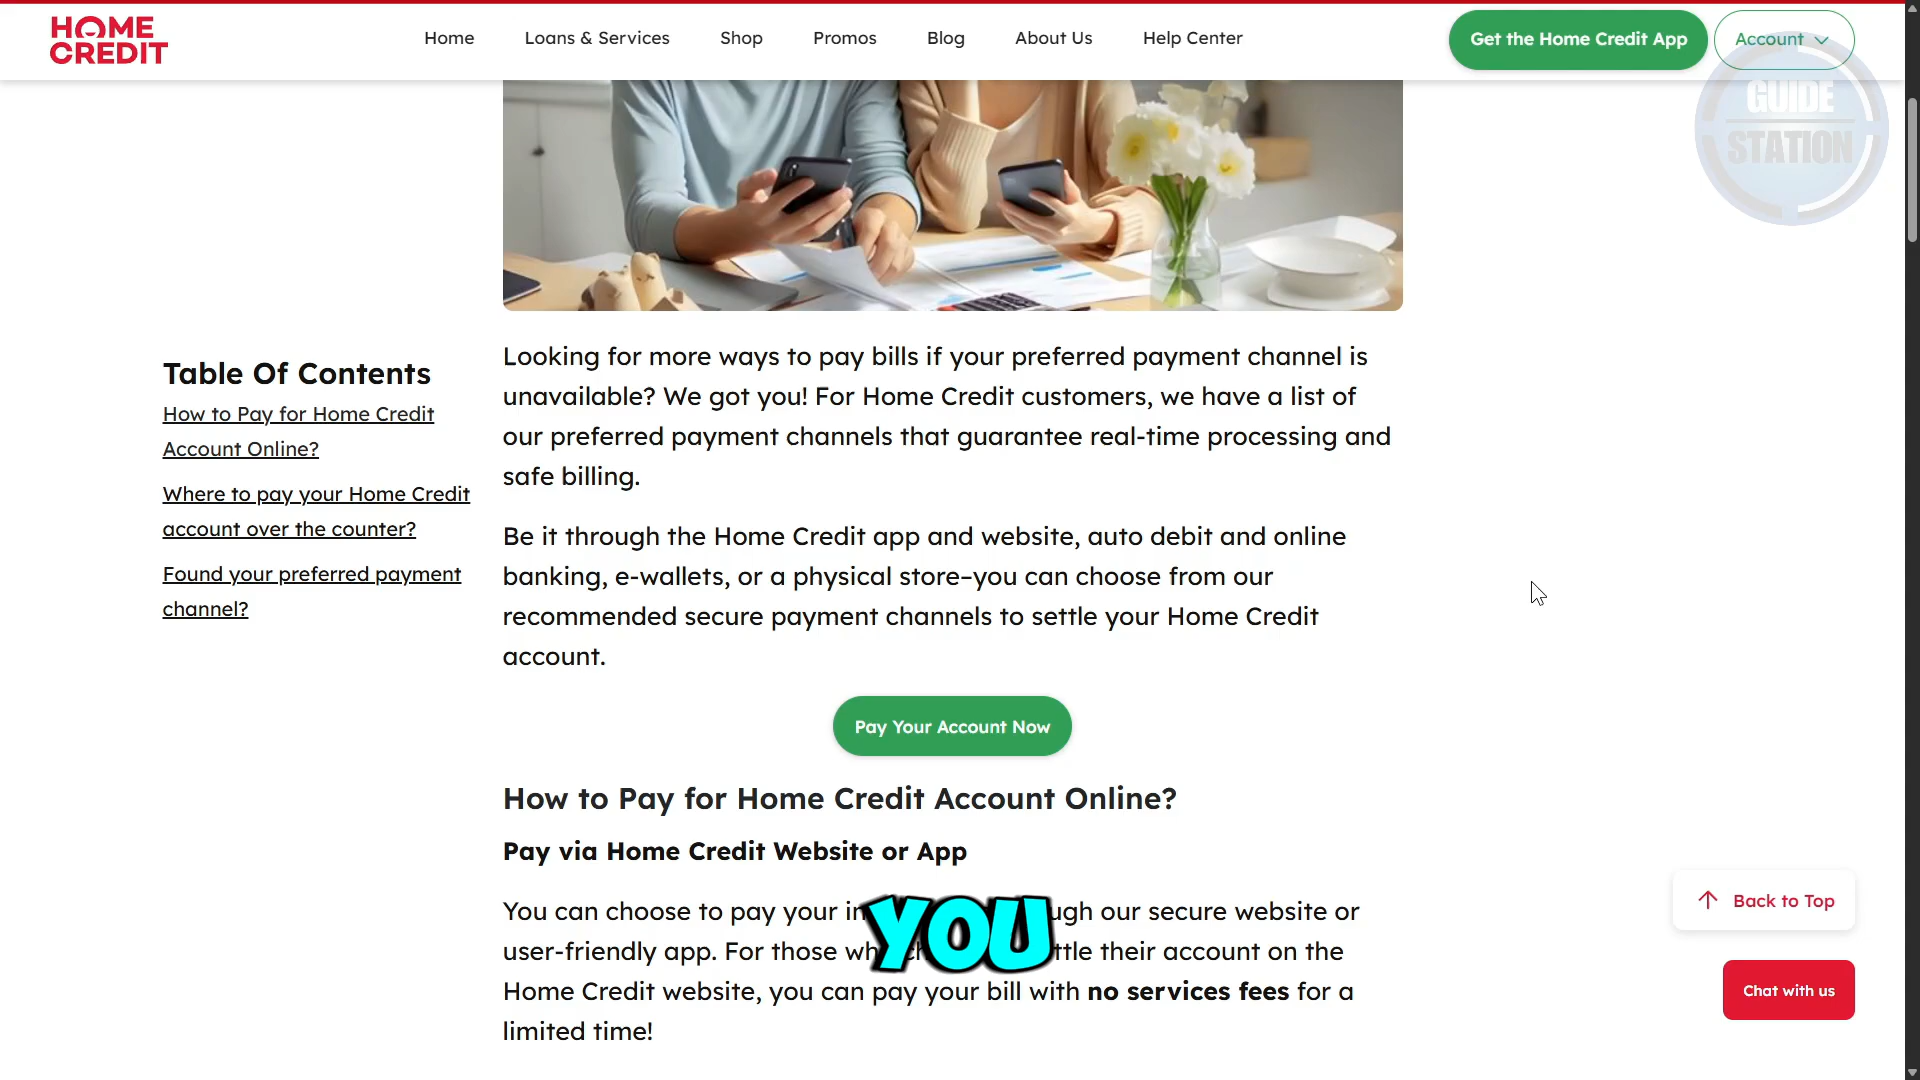 HOME
CREDIT
Home
Loans & Services
Shop
Promos
Blog
About Us
Help Center
Get the Home Credit App
Account
GUIDE
STATION
Table Of Contents
How to Pay for Home Credit
Account Online?
Where to pay your Home Credit
account over the counter?
Found your preferred payment
channel?
Looking for more ways to pay bills if your preferred payment channel is
unavailable? We got you! For Home Credit customers, we have a list of
our preferred payment channels that guarantee real-time processing and
safe billing.
Be it through the Home Credit app and website, auto debit and online
banking, e-wallets, or a physical store–you can choose from our
recommended secure payment channels to settle your Home Credit
account.
Pay Your Account Now
How to Pay for Home Credit Account Online?
Pay via Home Credit Website or App
You can choose to pay your our secure website or
user-friendly app. For those their account on the
Home Credit website, you can pay your bill with no services fees for a
limited time!
YOU
Back to Top
Chat with us